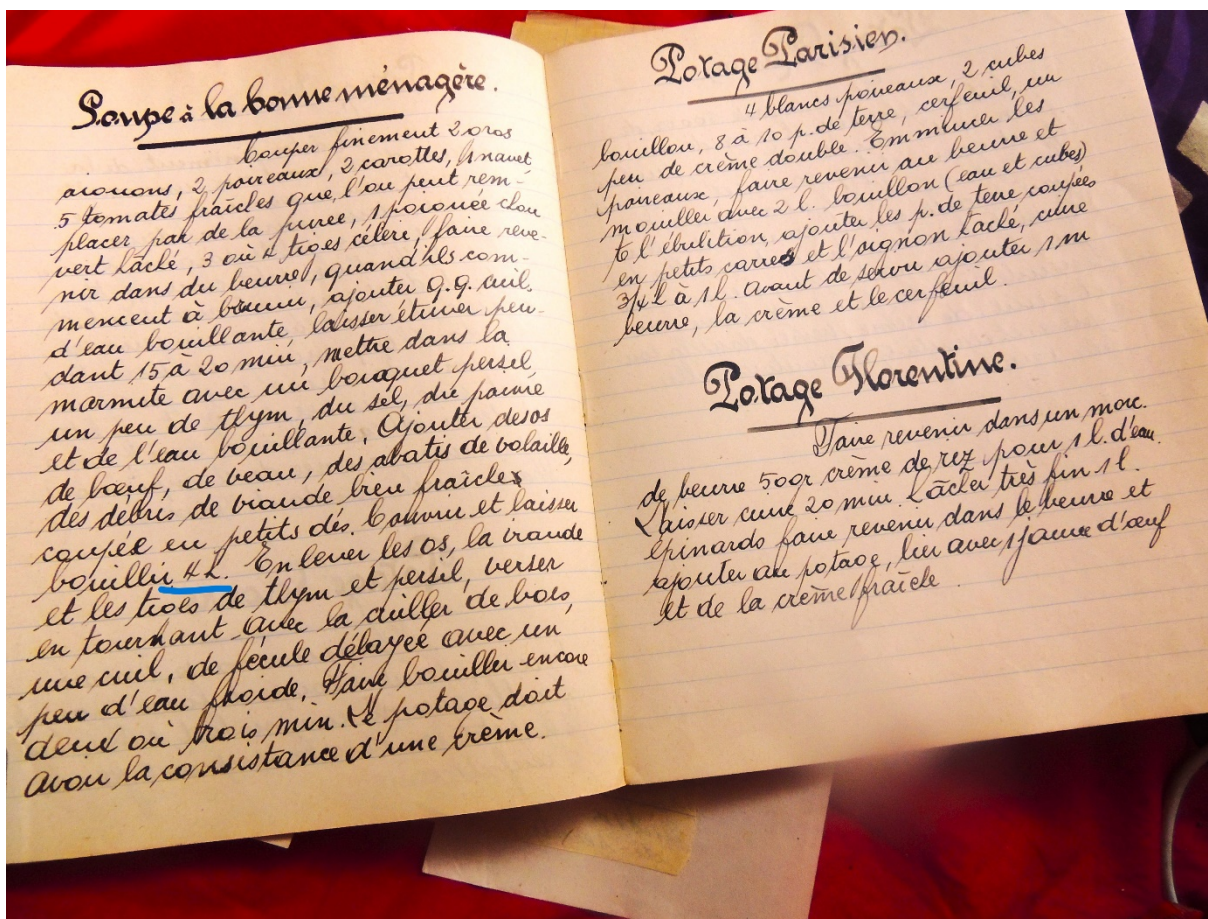 Soupe à la bonne ménagère.
Couper finement 2 gros
oignons, 2 poireaux, 2 carottes, 1 navet
5 tomates fraîches que l'on peut rem-
placer par de la purée, 1 poignée chou
vert hâché, 3 ou 4 tiges céleri, faire reve-
nir dans du beurre, quand ils com-
mencent à brunir, ajouter q.q. cuil.
d'eau bouillante, laisser étuver pen-
dant 15 à 20 min, mettre dans la
marmite avec un bouquet persil,
un peu de thym, du sel, du poivre
et de l'eau bouillante. Ajouter des os
de bœuf, de veau, des abatis de volaille,
des débris de viande bien fraîche
coupée en petits dés. Couvrir et laisser
bouillir 4 h. Enlever les os, la viande
et les tiges de thym et persil, verser
en tournant avec la cuiller de bois,
une cuil. de fécule délayée avec un
peu d'eau froide. Faire bouillir encore
deux ou trois min. Le potage doit
avoir la consistance d'une crème.
Potage Parisien.
4 blancs poireaux, 2 cubes
bouillon, 8 à 10 p. de terre, cerfeuil, un
peu de crème double. Emmincer les
poireaux, faire revenir au beurre et
mouiller avec 2 l. bouillon (eau et cubes)
à l'ébulition, ajouter les p. de terre coupées
en petits carrés et l'oignon haché, cuire
3/4 h à 1 h. Avant de servir ajouter 1 m
beurre, la crème et le cerfeuil.
Potage Florentine.
Faire revenir dans un morc.
de beurre 50gr crème de riz pour 1 l. d'eau.
Laisser cuire 20 min. Hâcher très fin 1 l.
épinards faire revenir dans le beurre et
ajouter au potage, lier avec 1 jaune d'œuf
et de la crème fraîche.